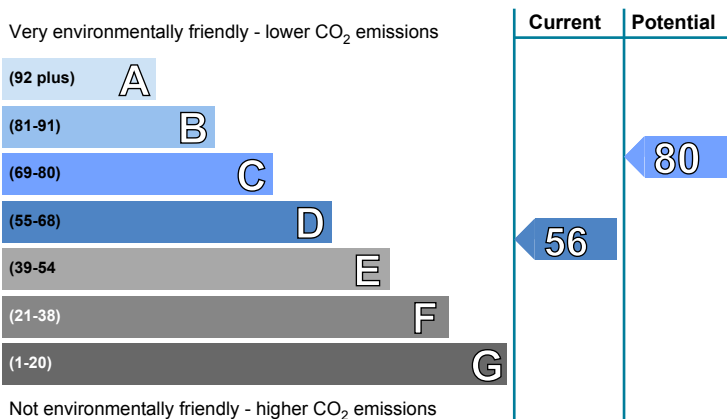 Very environmentally friendly - lower CO2 emissions
Current
Potential
(92 plus) A
(81-91) B
(69-80) C
80
(55-68) D
56
(39-54 E
(21-38) F
(1-20) G
Not environmentally friendly - higher CO2 emissions